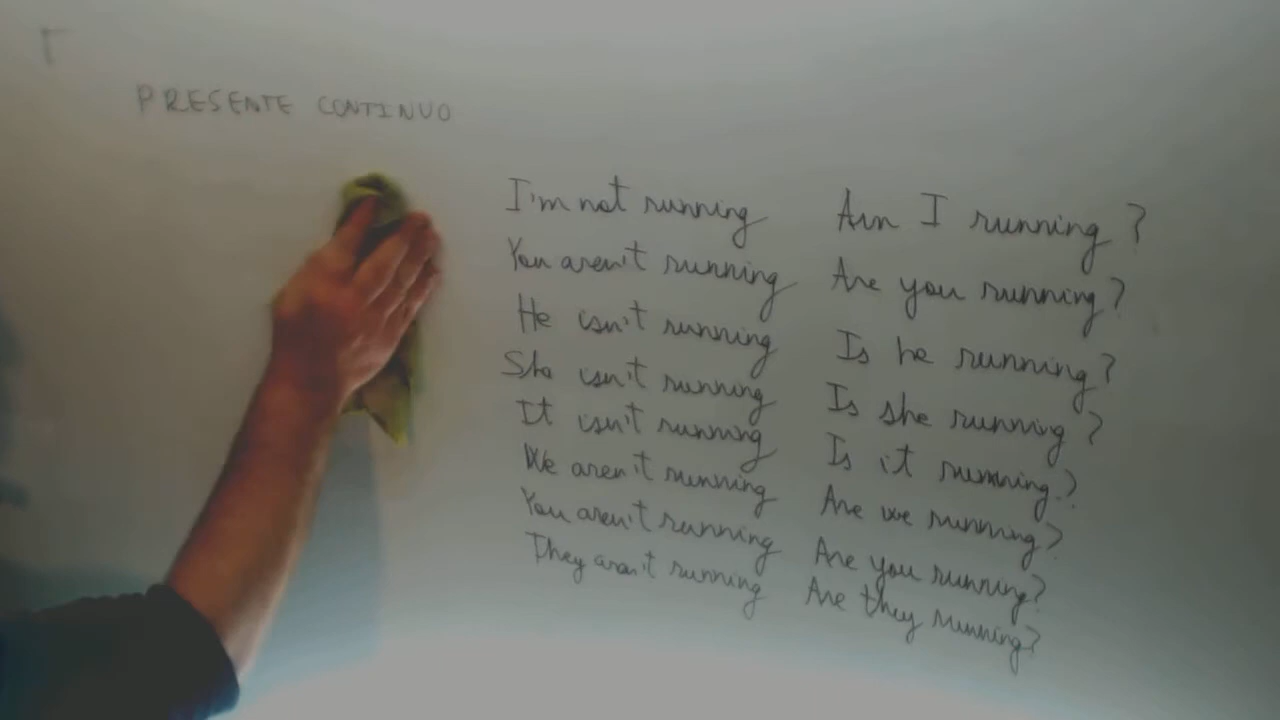 PRESENTE CONTINUO
I'm not running Am I running?
You aren't running Are you running?
He isn't running Is he running?
She isn't running Is she running?
It isn't running Is it running?
We aren't running Are we running?
You aren't running Are you running?
They aren't running Are they running?